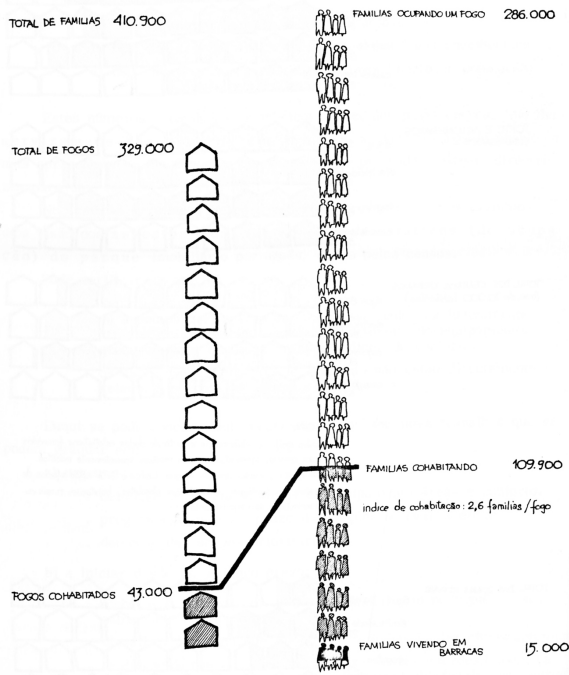 TOTAL DE FAMILIAS 410.900
FAMILIAS OCUPANDO UM FOGO 286.000
TOTAL DE FOGOS 329.000
FAMILIAS COHABITANDO 109.900
indice de cohabitação: 2,6 familias/fogo
FOGOS COHABITADOS 43.000
FAMILIAS VIVENDO EM
BARRACAS 15.000